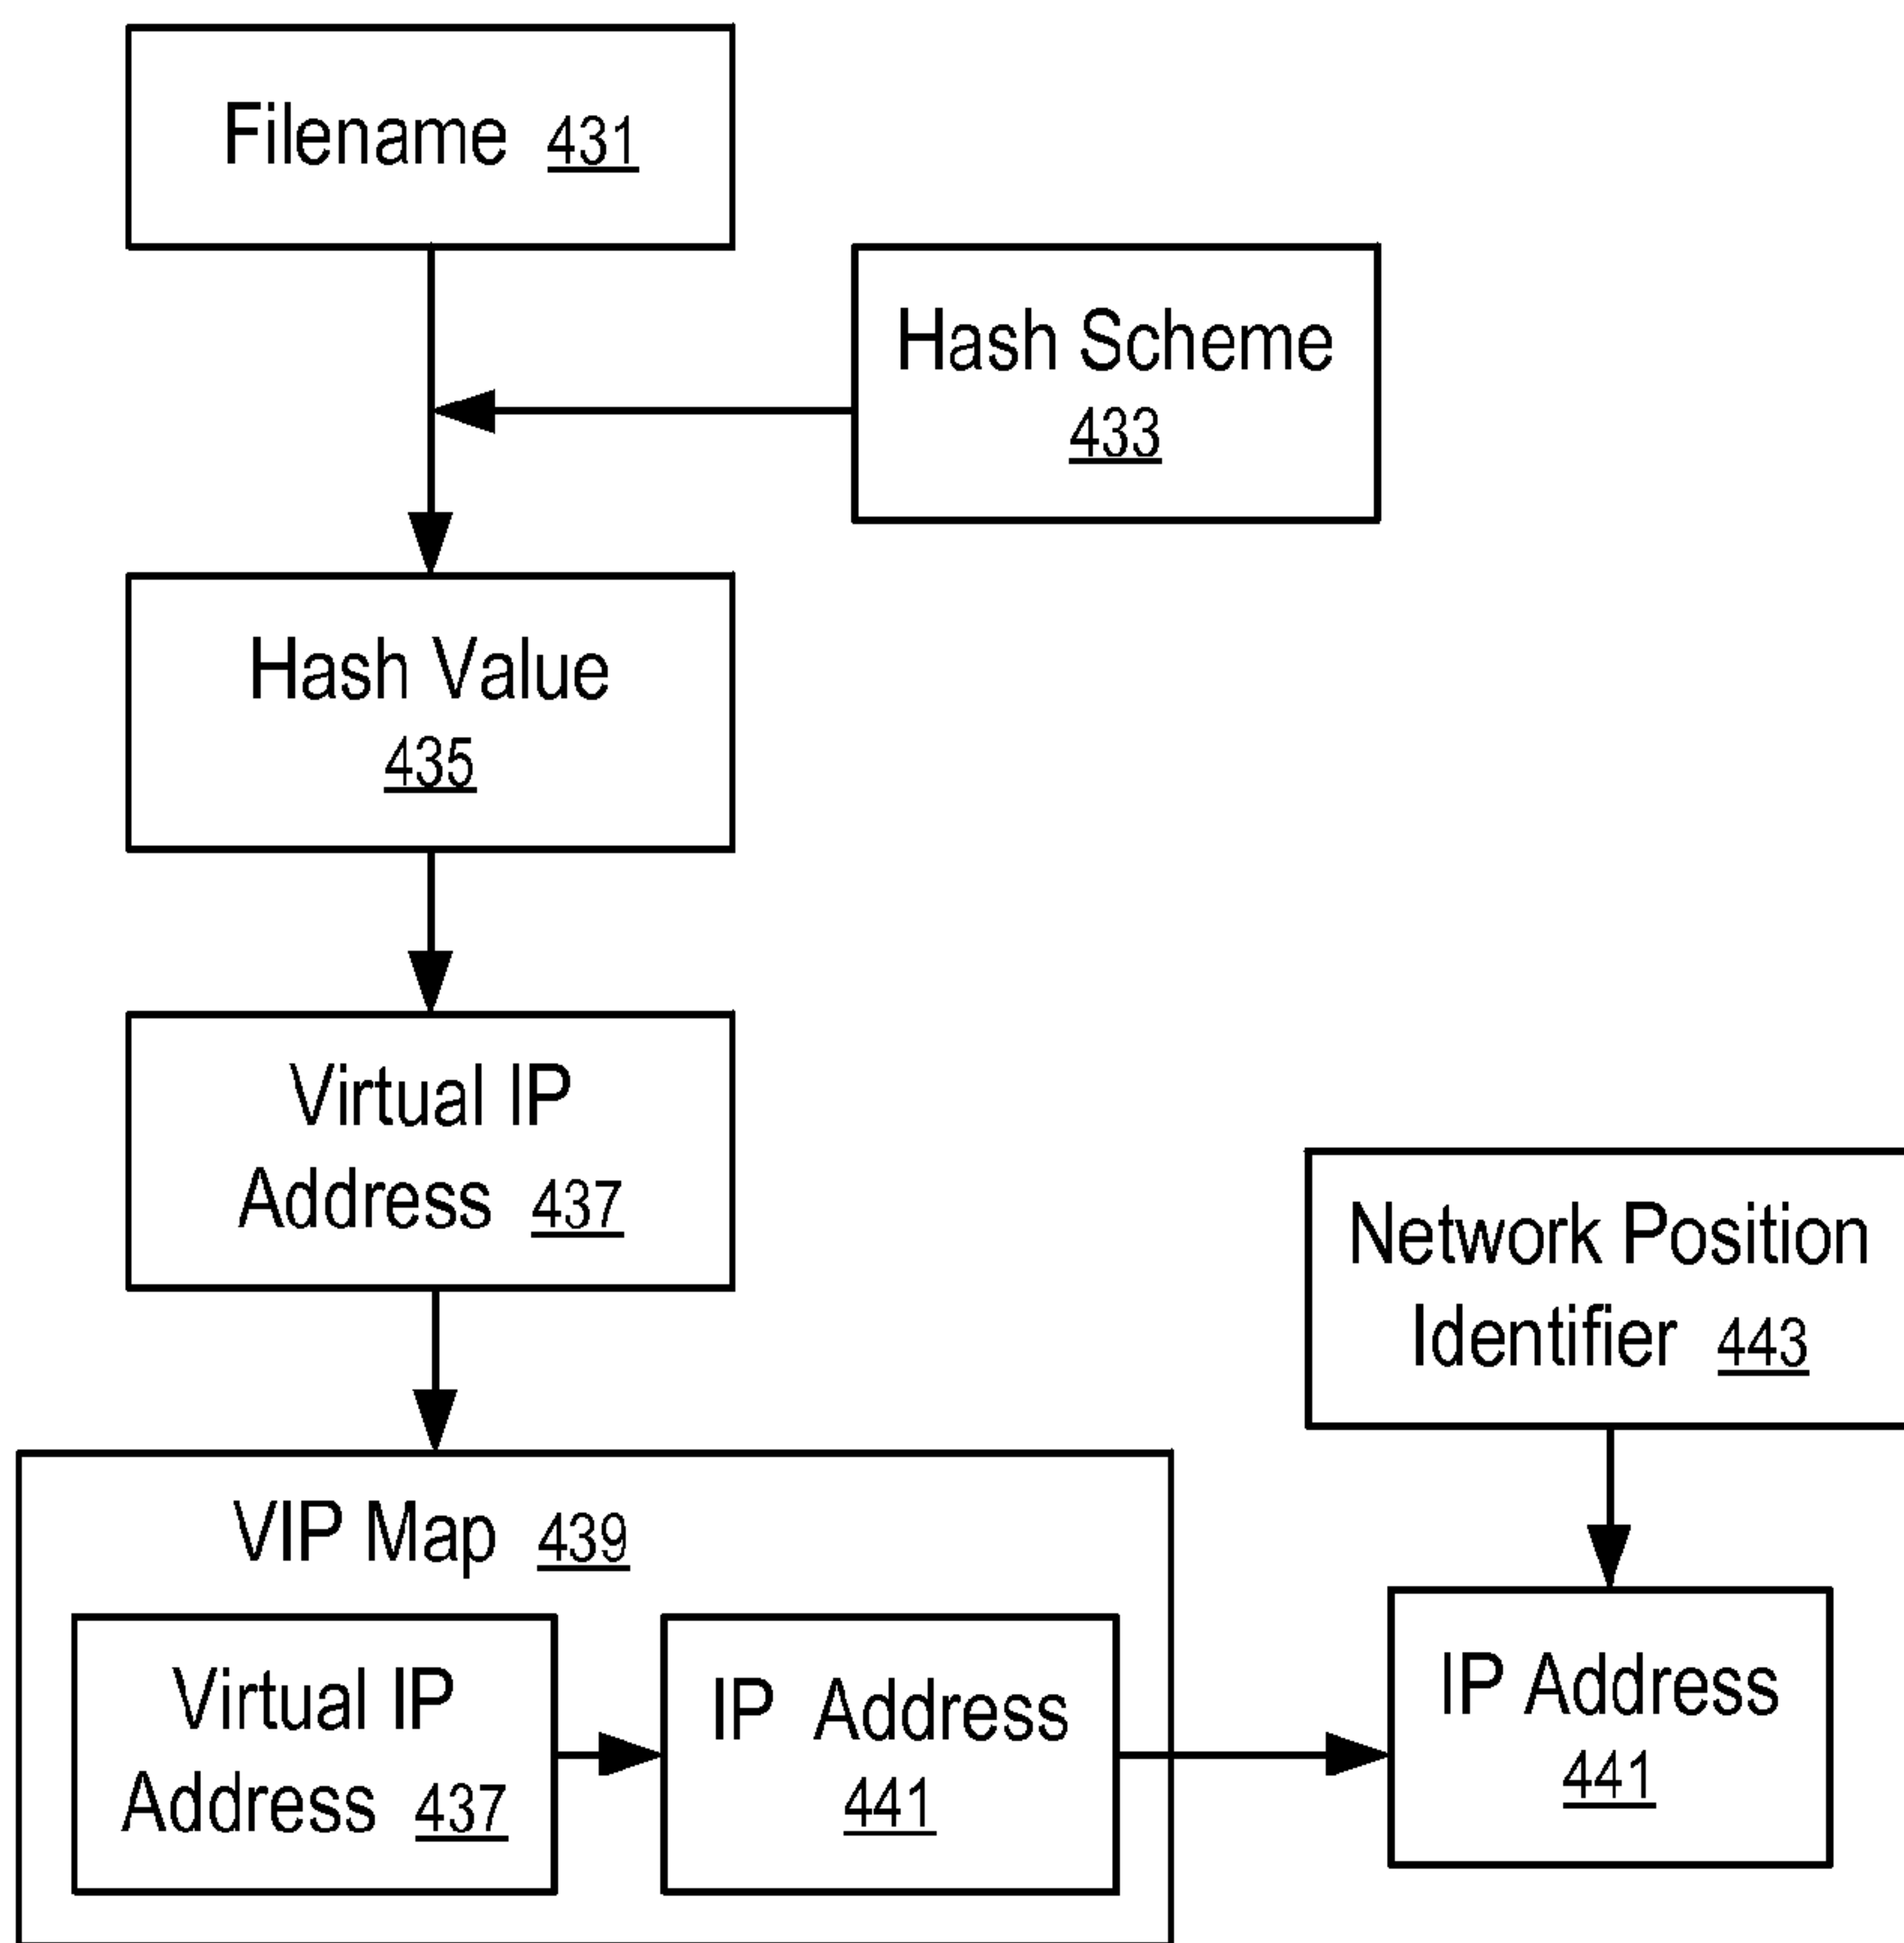 Filename 431
Hash Scheme
433
Hash Value
435
Virtual IP
Address 437
Network Position
Identifier 443
VIP Map 439
Virtual IP
Address 437
IP Address
441
IP Address
441